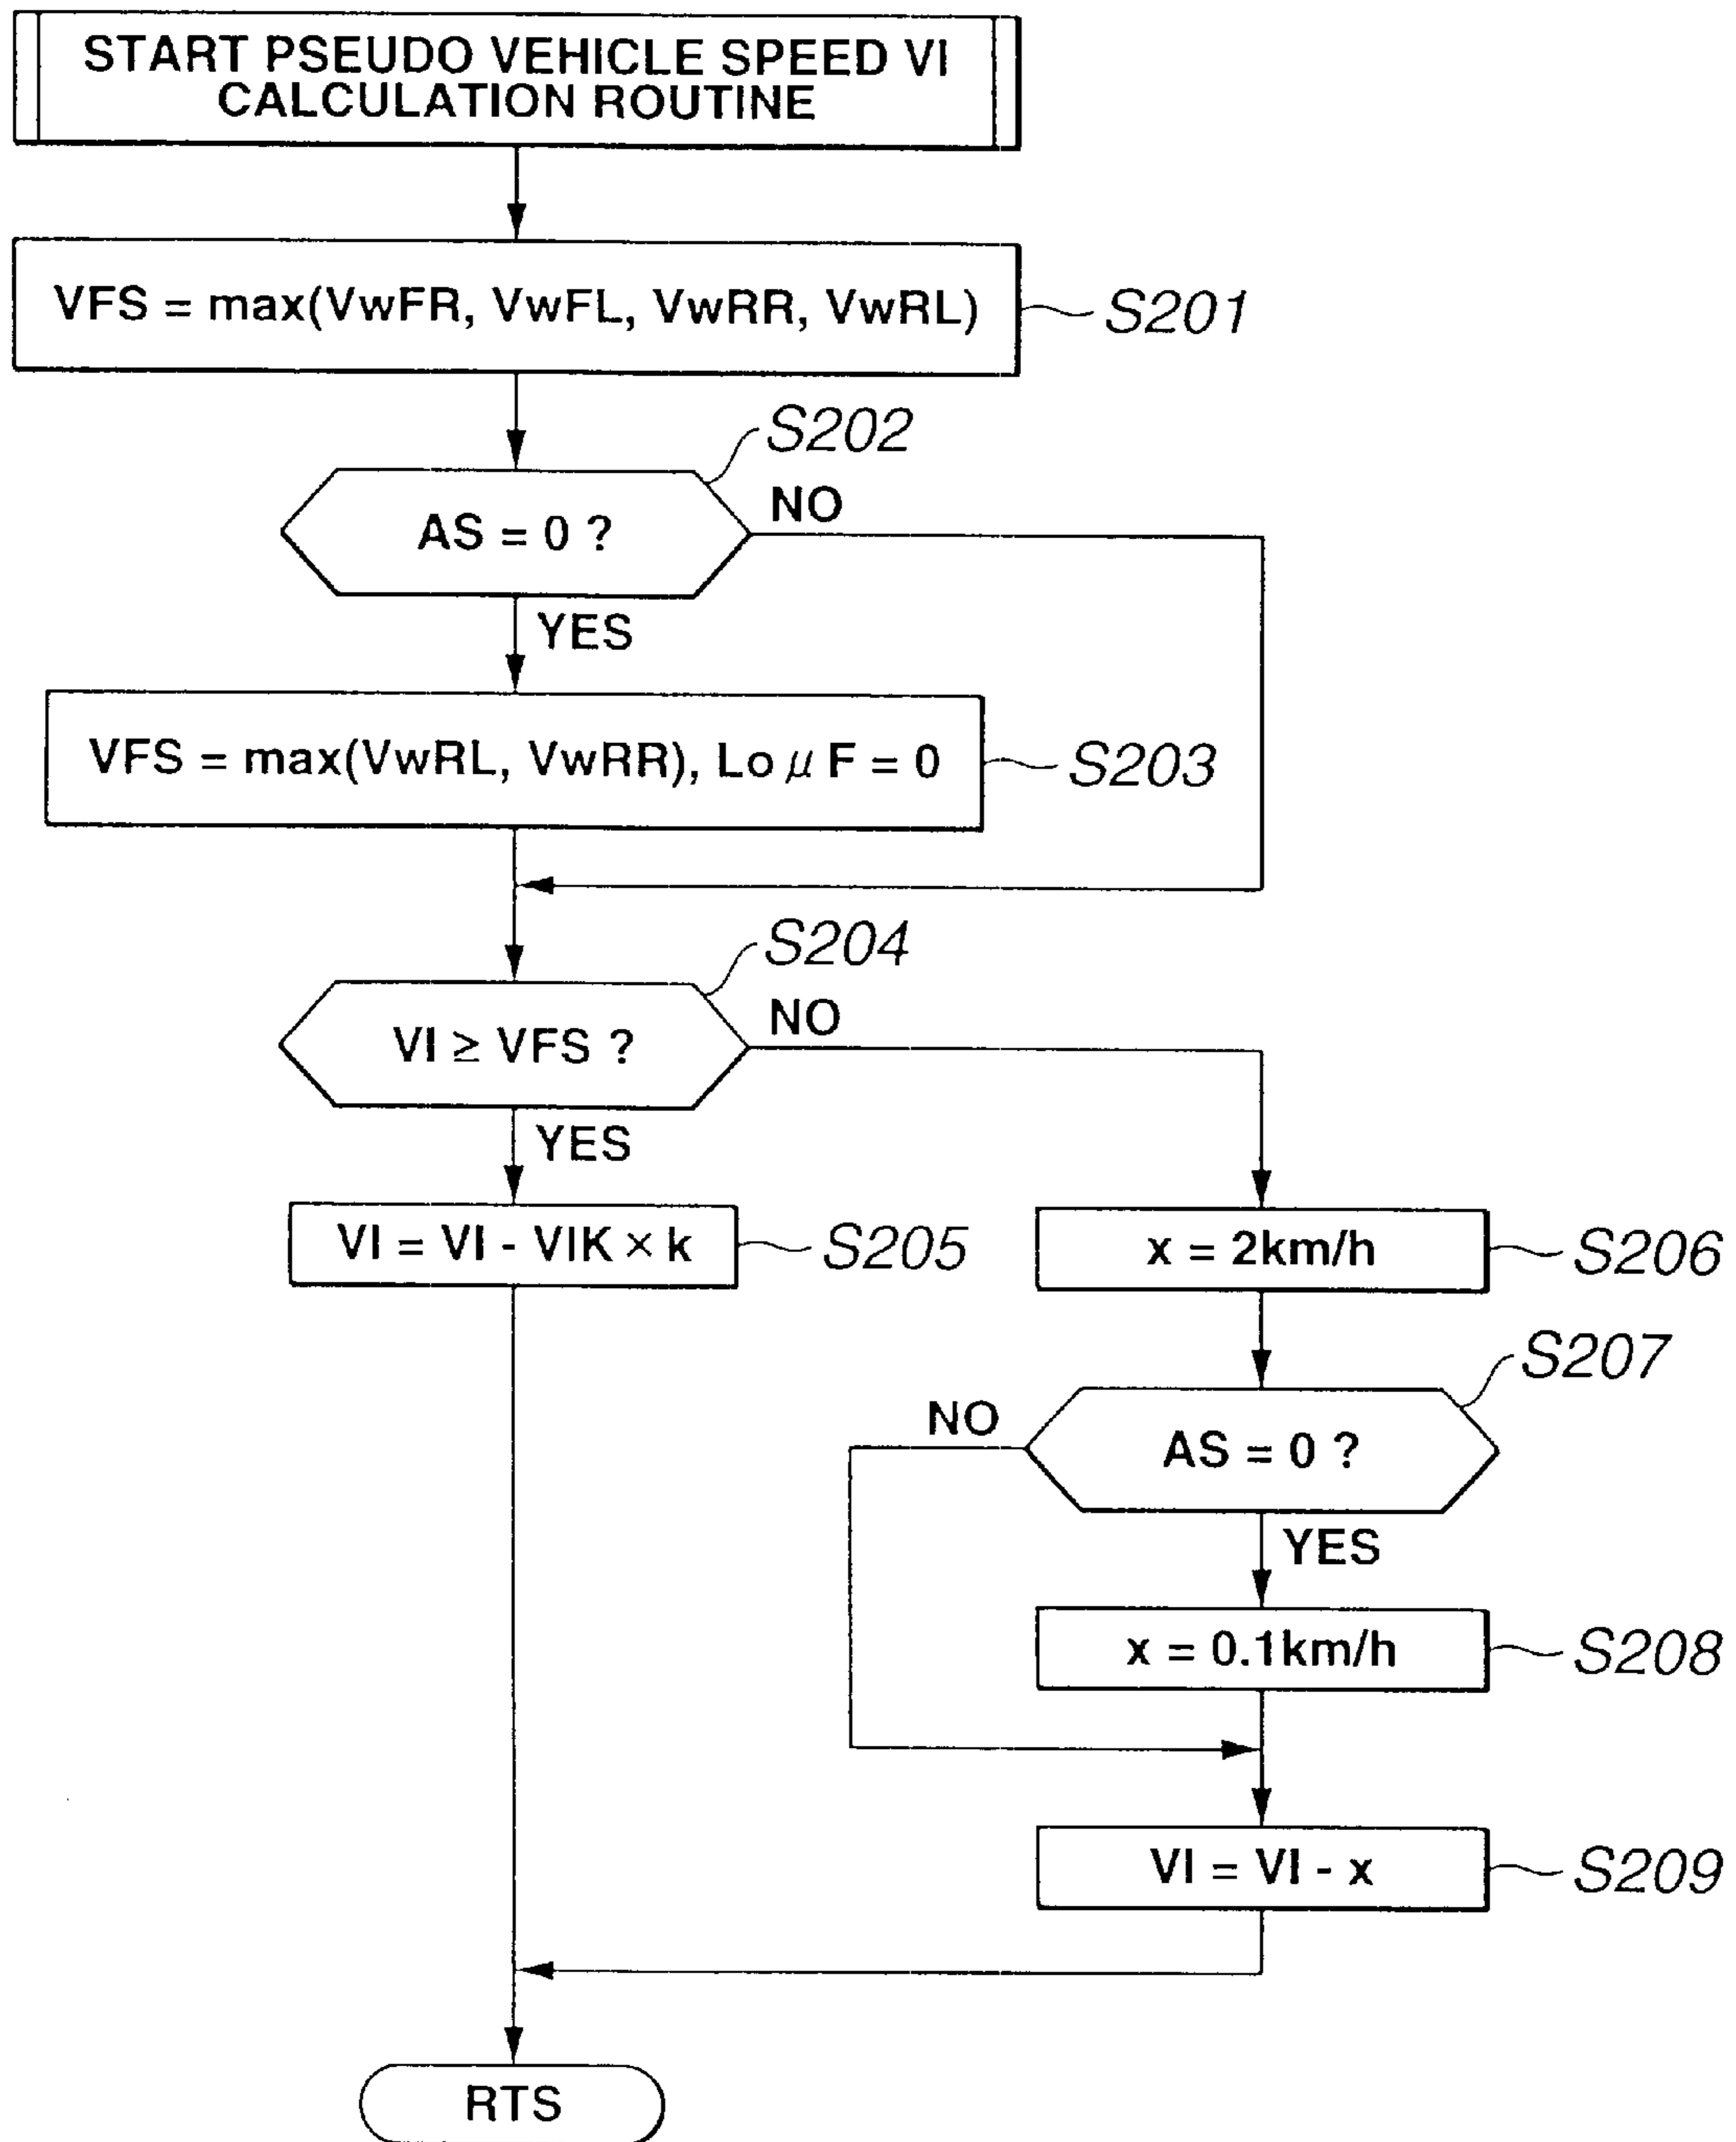 START PSEUDO VEHICLE SPEED VI
CALCULATION ROUTINE
VFS = max(VwFR, VwFL, VwRR, VwRL)
S201
S202
AS = 0 ?
NO
YES
VFS = max(VwRL, VwRR), Lo μ F = 0
S203
S204
VI ≥ VFS ?
NO
YES
VI = VI - VIK × k
S205
x = 2km/h
S206
S207
AS = 0 ?
NO
YES
x = 0.1km/h
S208
VI = VI - x
S209
RTS